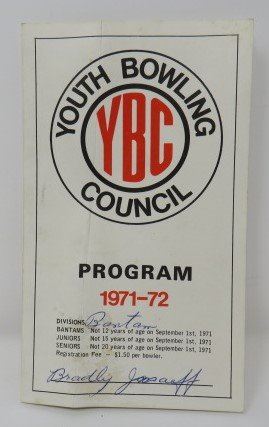 YOUTH BOWLING
YBC
COUNCIL
PROGRAM
1971-72
DIVISIONS Bantam
BANTAMS Not 12 years of age on September 1st, 1971
JUNIORS Not 15 years of age on September 1st, 1971
SENIORS Not 20 years of age on September 1st, 1971
Registration Fee - $1.50 per bowler.
Bradly